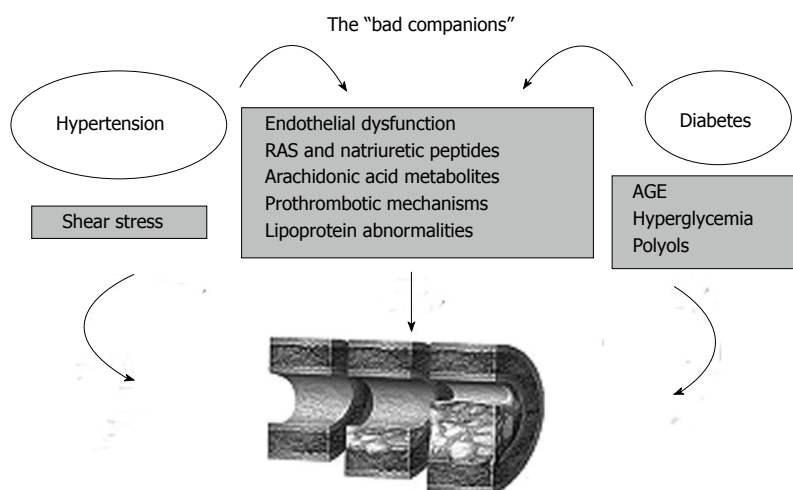 The “bad companions”
Hypertension
Endothelial dysfunction
RAS and natriuretic peptides
Arachidonic acid metabolites
Prothrombotic mechanisms
Lipoprotein abnormalities
Diabetes
Shear stress
AGE
Hyperglycemia
Polyols